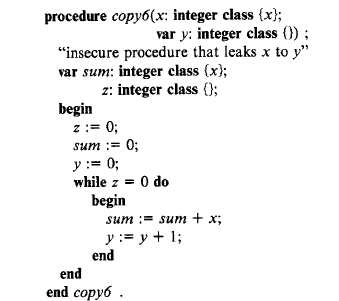 procedure copy6(x: integer class {x};
var y: integer class {}) ;
“insecure procedure that leaks x to y”
var sum: integer class {x};
z: integer class {};
begin
z := 0;
sum := 0;
y := 0;
while z = 0 do
begin
sum := sum + x;
y := y + 1;
end
end
end copy6 .